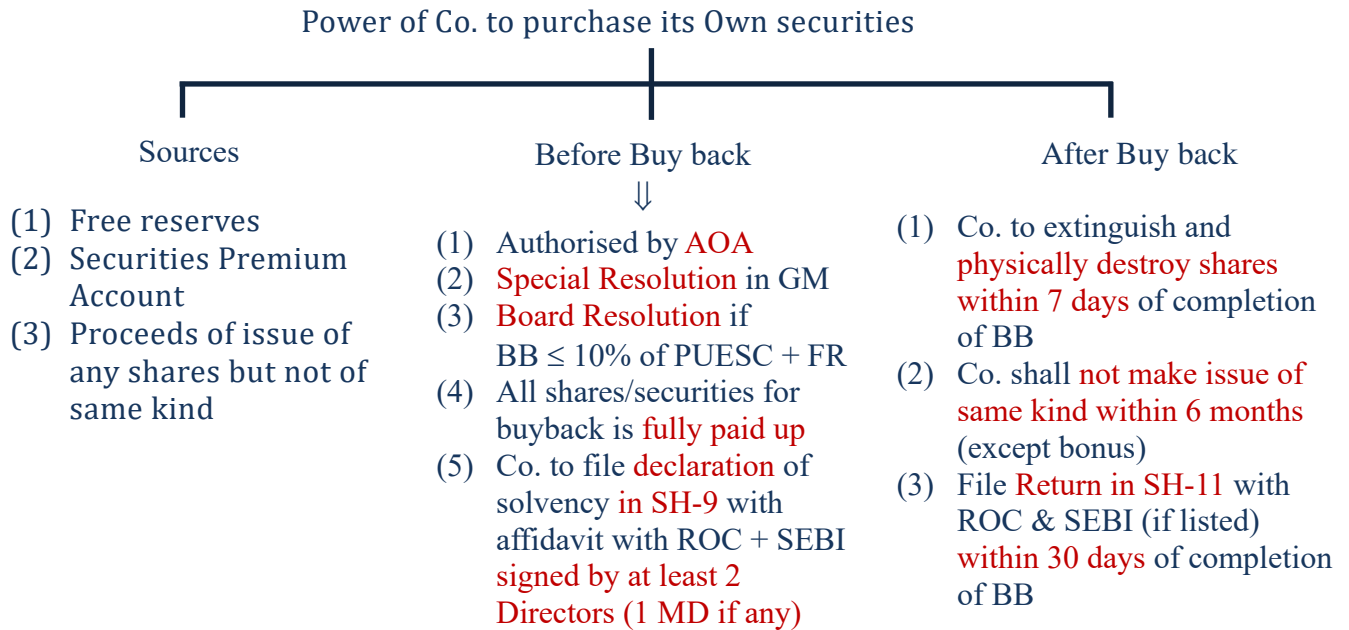 Power of Co. to purchase its Own securities
Sources
(1) Free reserves
(2) Securities Premium
Account
(3) Proceeds of issue of
any shares but not of
same kind
Before Buy back
⇓
(1) Authorised by AOA
(2) Special Resolution in GM
(3) Board Resolution if
BB ≤ 10% of PUESC + FR
(4) All shares/securities for
buyback is fully paid up
(5) Co. to file declaration of
solvency in SH-9 with
affidavit with ROC + SEBI
signed by at least 2
Directors (1 MD if any)
After Buy back
(1) Co. to extinguish and
physically destroy shares
within 7 days of completion
of BB
(2) Co. shall not make issue of
same kind within 6 months
(except bonus)
(3) File Return in SH-11 with
ROC & SEBI (if listed)
within 30 days of completion
of BB